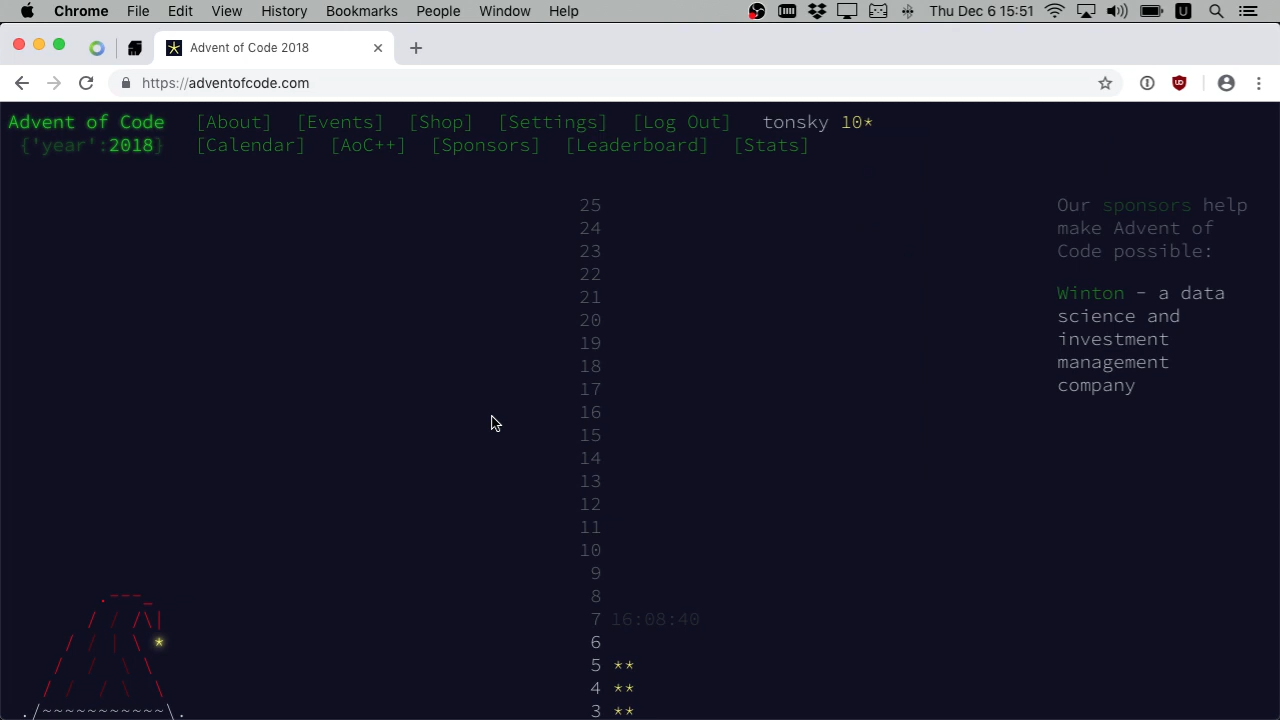 Chrome File Edit View History Bookmarks People Window Help Thu Dec 6 15:51 U
Advent of Code 2018
https://adventofcode.com
Advent of Code [About] [Events] [Shop] [Settings] [Log Out] tonsky 10*
{'year':2018} [Calendar] [AoC++] [Sponsors] [Leaderboard] [Stats]
25
24
23
22
21
20
19
18
17
16
15
14
13
12
11
10
9
8
7 16:08:40
6
5 **
4 **
3 **
Our sponsors help
make Advent of
Code possible:
Winton - a data
science and
investment
management
company
.---_
/ / /\|
/ / | \ *
/ / \ \
/ / / \ \
./~~~~~~~~~~~\.